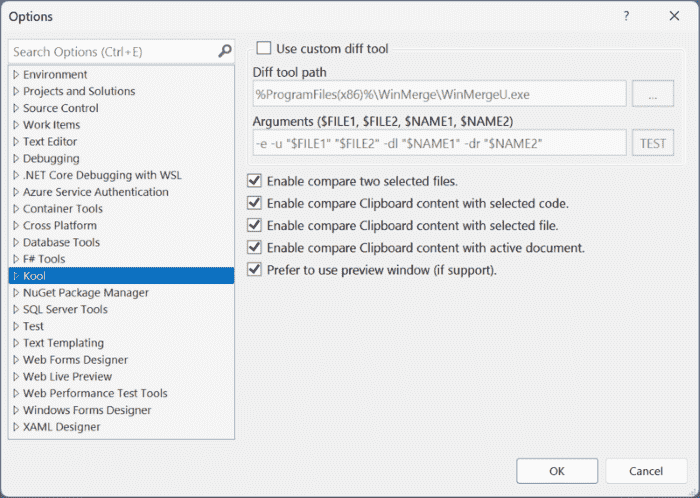 Options
?
Search Options (Ctrl+E)
Environment
Projects and Solutions
Source Control
Work Items
Text Editor
Debugging
.NET Core Debugging with WSL
Azure Service Authentication
Container Tools
Cross Platform
Database Tools
F# Tools
Kool
NuGet Package Manager
SQL Server Tools
Test
Text Templating
Web Forms Designer
Web Live Preview
Web Performance Test Tools
Windows Forms Designer
XAML Designer
Use custom diff tool
Diff tool path
%ProgramFiles(x86)%\WinMerge\WinMergeU.exe
...
Arguments ($FILE1, $FILE2, $NAME1, $NAME2)
-e -u "$FILE1" "$FILE2" -dl "$NAME1" -dr "$NAME2"
TEST
Enable compare two selected files.
Enable compare Clipboard content with selected code.
Enable compare Clipboard content with selected file.
Enable compare Clipboard content with active document.
Prefer to use preview window (if support).
OK
Cancel